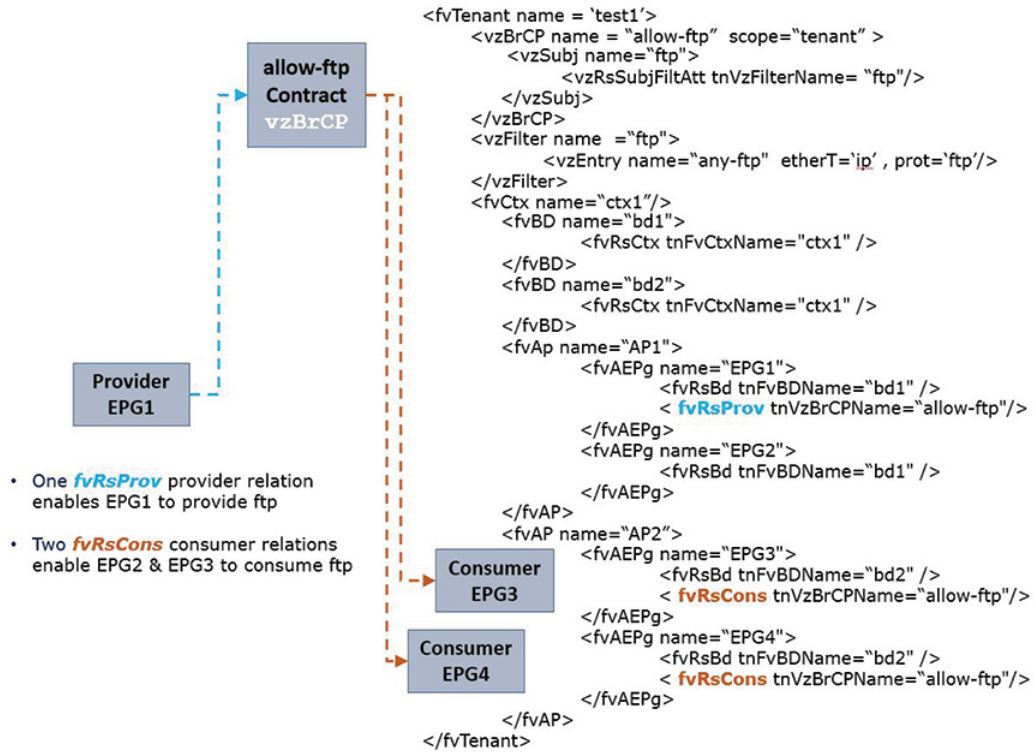 allow-ftp
Contract
vzBrCP
Provider
EPG1
• One fvRsProv provider relation
enables EPG1 to provide ftp
• Two fvRsCons consumer relations
enable EPG2 & EPG3 to consume ftp
Consumer
EPG3
Consumer
EPG4
<fvTenant name = ‘test1’>
<vzBrCP name = “allow-ftp” scope=“tenant” >
<vzSubj name=“ftp">
<vzRsSubjFiltAtt tnVzFilterName= “ftp”/>
</vzSubj>
</vzBrCP>
<vzFilter name =“ftp">
<vzEntry name=“any-ftp" etherT=‘ip’ , prot=‘ftp’/>
</vzFilter>
<fvCtx name=“ctx1”/>
<fvBD name="bd1">
<fvRsCtx tnFvCtxName="ctx1" />
</fvBD>
<fvBD name="bd2">
<fvRsCtx tnFvCtxName="ctx1" />
</fvBD>
<fvAp name=“AP1">
<fvAEPg name=“EPG1">
<fvRsBd tnFvBDName=“bd1" />
< fvRsProv tnVzBrCPName=“allow-ftp”/>
</fvAEPg>
<fvAEPg name=“EPG2">
<fvRsBd tnFvBDName=“bd1" />
</fvAEPg>
</fvAP>
<fvAP name=“AP2”>
<fvAEPg name=“EPG3">
<fvRsBd tnFvBDName=“bd2" />
< fvRsCons tnVzBrCPName=“allow-ftp”/>
</fvAEPg>
<fvAEPg name=“EPG4">
<fvRsBd tnFvBDName=“bd2" />
< fvRsCons tnVzBrCPName=“allow-ftp”/>
</fvAEPg>
</fvAP>
</fvTenant>